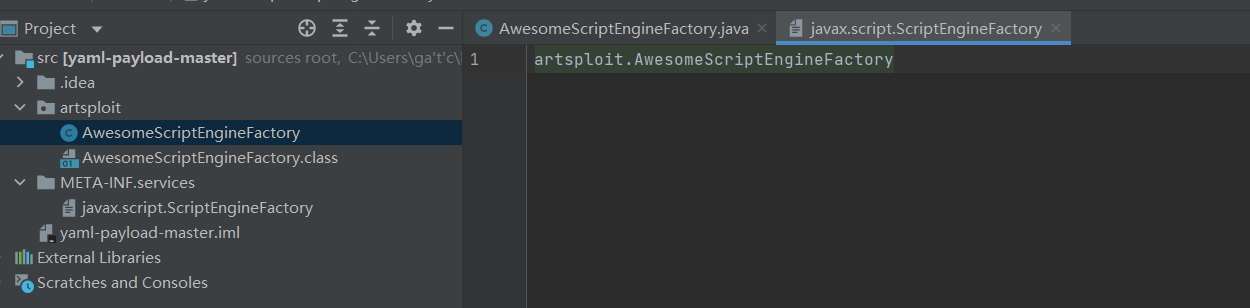 Project
AwesomeScriptEngineFactory.java
javax.script.ScriptEngineFactory
src [yaml-payload-master] sources root, C:\Users\ga't'c\
.idea
artsploit
AwesomeScriptEngineFactory
AwesomeScriptEngineFactory.class
META-INF.services
javax.script.ScriptEngineFactory
yaml-payload-master.iml
External Libraries
Scratches and Consoles
1
artsploit.AwesomeScriptEngineFactory